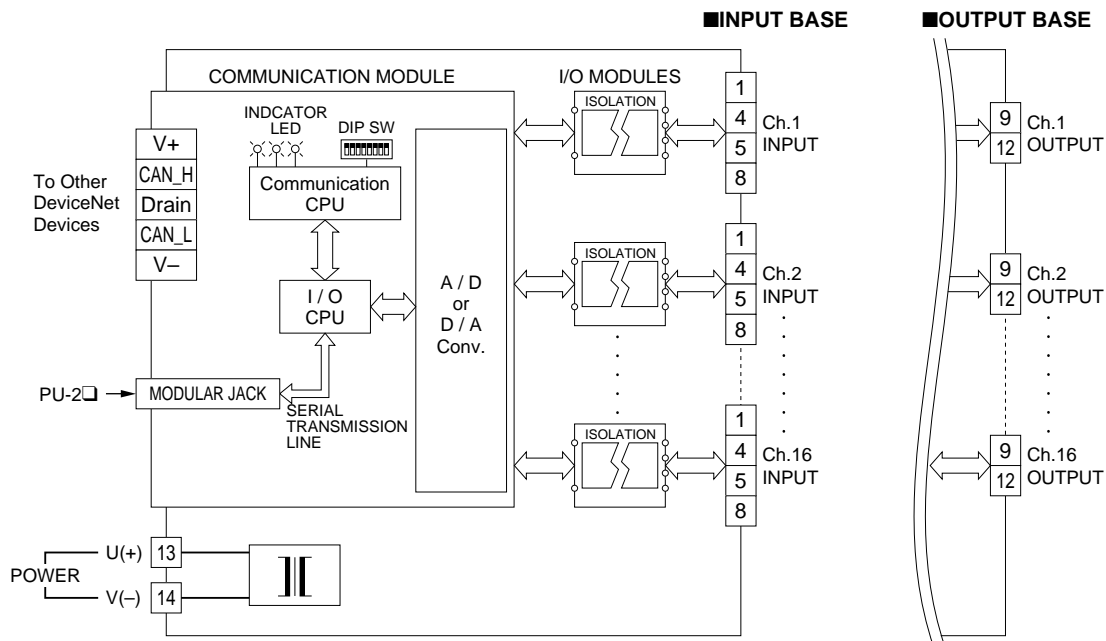 ■INPUT BASE
■OUTPUT BASE
COMMUNICATION MODULE
I/O MODULES
INDCATOR
LED
DIP SW
To Other
DeviceNet
Devices
V+
CAN_H
Drain
CAN_L
V–
Communication
CPU
I / O
CPU
A / D
or
D / A
Conv.
PU-2❑
MODULAR JACK
SERIAL
TRANSMISSION
LINE
ISOLATION
1
4
5
8
Ch.1
INPUT
ISOLATION
1
4
5
8
Ch.2
INPUT
ISOLATION
1
4
5
8
Ch.16
INPUT
9
12
Ch.1
OUTPUT
9
12
Ch.2
OUTPUT
9
12
Ch.16
OUTPUT
POWER
U(+)
13
V(–)
14